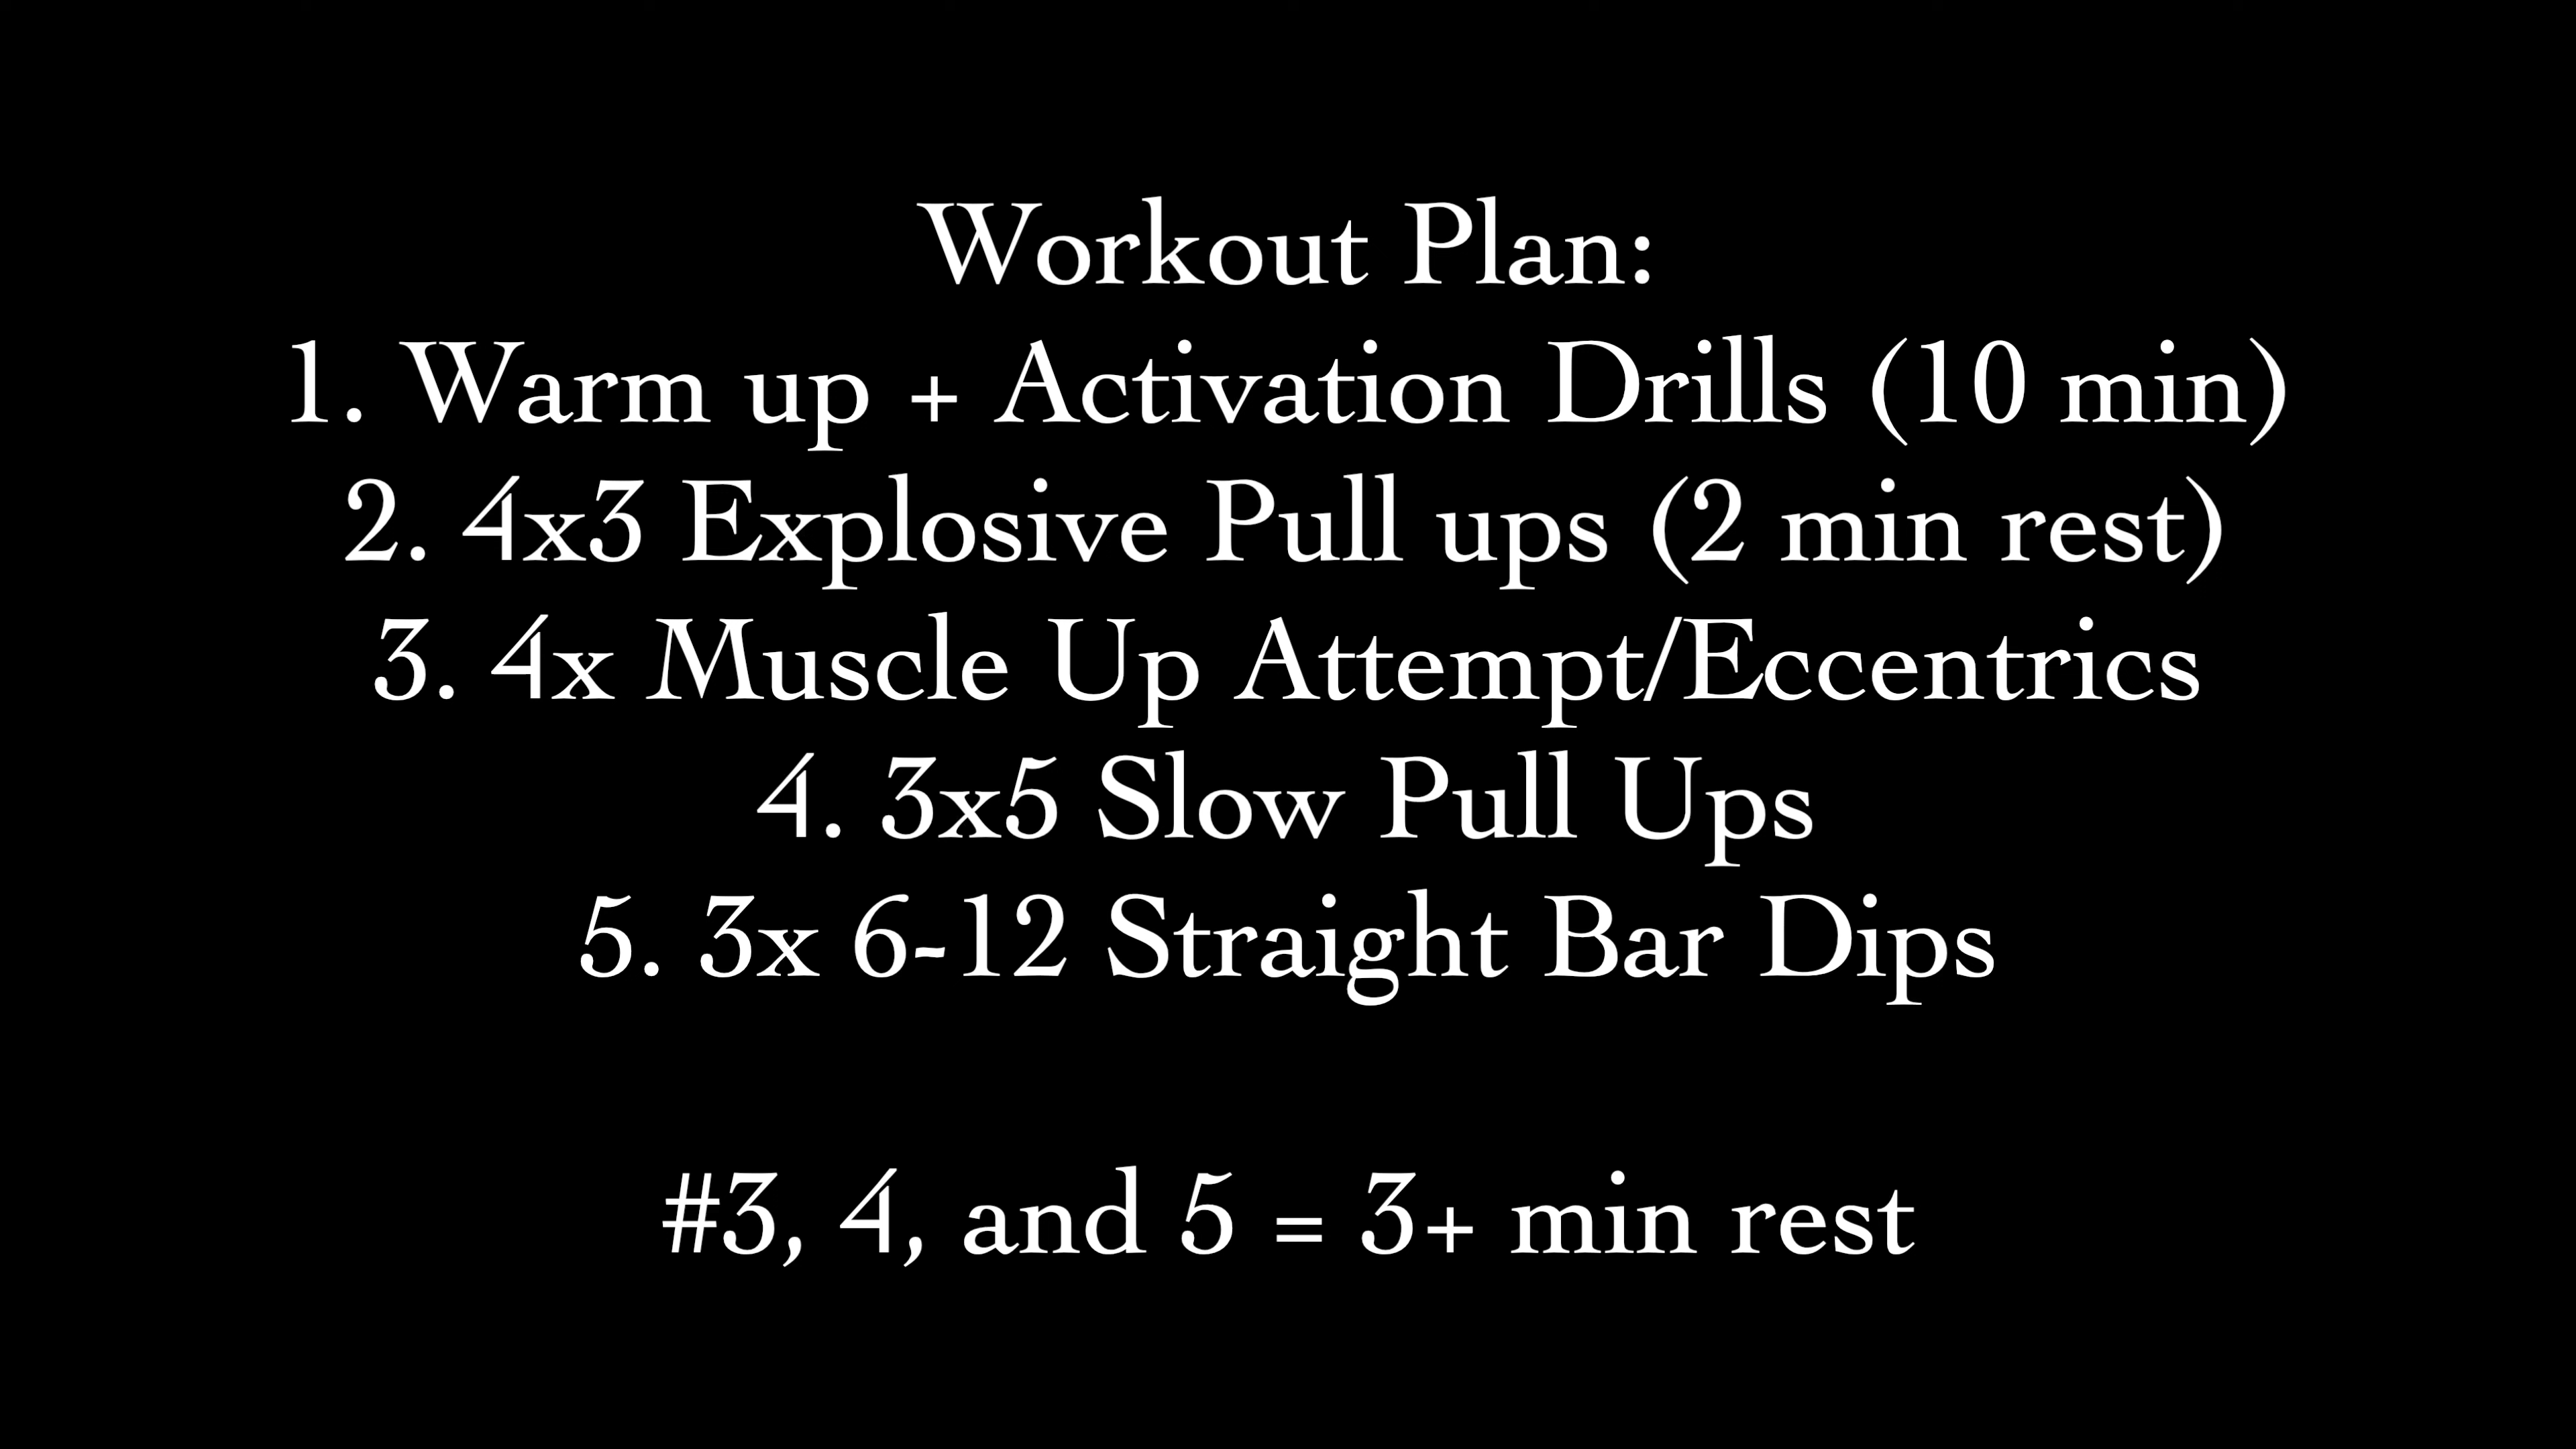 Workout Plan:
1. Warm up + Activation Drills (10 min)
2. 4x3 Explosive Pull ups (2 min rest)
3. 4x Muscle Up Attempt/Eccentrics
4. 3x5 Slow Pull Ups
5. 3x 6-12 Straight Bar Dips
#3, 4, and 5 = 3+ min rest